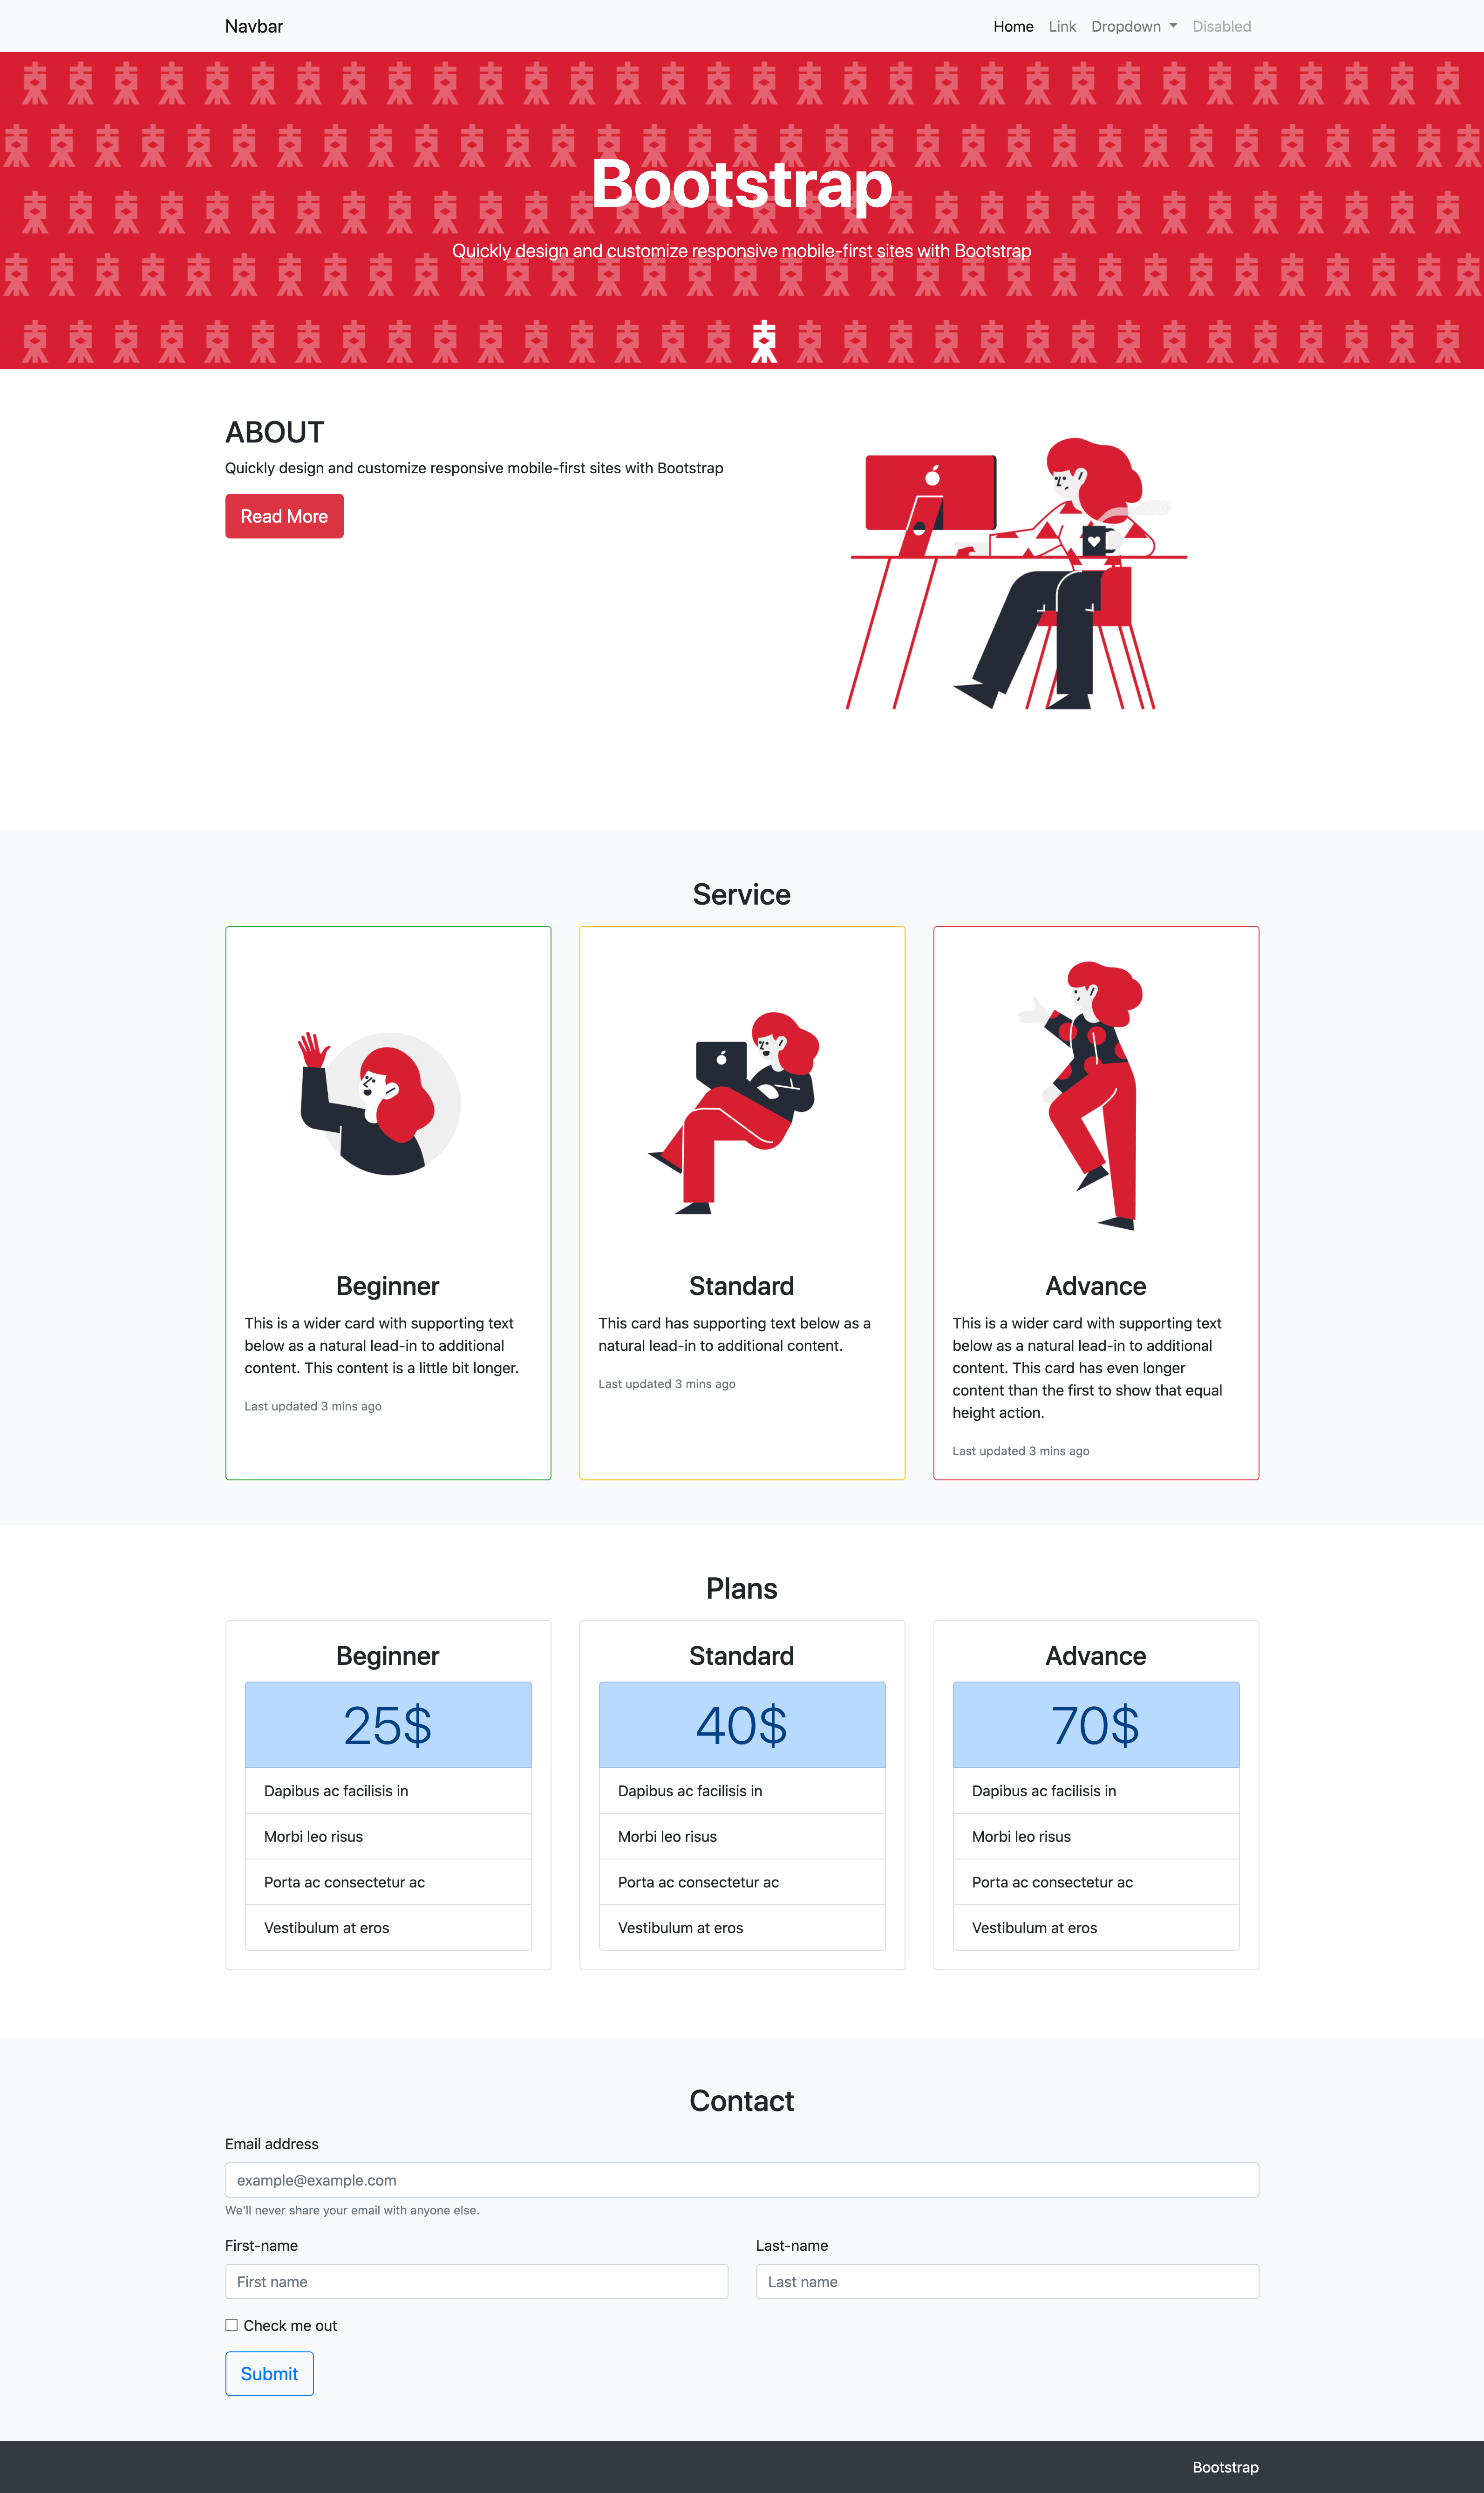 Navbar
Home Link Dropdown Disabled
Bootstrap
Quickly design and customize responsive mobile-first sites with Bootstrap
ABOUT
Quickly design and customize responsive mobile-first sites with Bootstrap
Read More
Service
Beginner
This is a wider card with supporting text
below as a natural lead-in to additional
content. This content is a little bit longer.
Last updated 3 mins ago
Standard
This card has supporting text below as a
natural lead-in to additional content.
Last updated 3 mins ago
Advance
This is a wider card with supporting text
below as a natural lead-in to additional
content. This card has even longer
content than the first to show that equal
height action.
Last updated 3 mins ago
Plans
Beginner
25$
Dapibus ac facilisis in
Morbi leo risus
Porta ac consectetur ac
Vestibulum at eros
Standard
40$
Dapibus ac facilisis in
Morbi leo risus
Porta ac consectetur ac
Vestibulum at eros
Advance
70$
Dapibus ac facilisis in
Morbi leo risus
Porta ac consectetur ac
Vestibulum at eros
Contact
Email address
example@example.com
We'll never share your email with anyone else.
First-name
First name
Last-name
Last name
Check me out
Submit
Bootstrap